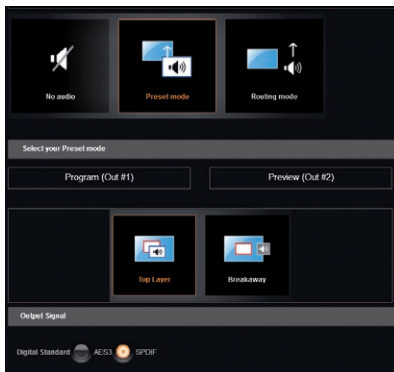 No audio Preset mode Routing mode
Select your Preset mode
Program (Out #1) Preview (Out #2)
Top Layer Breakaway
Output Signal
Digital Standard AES3 SPDIF